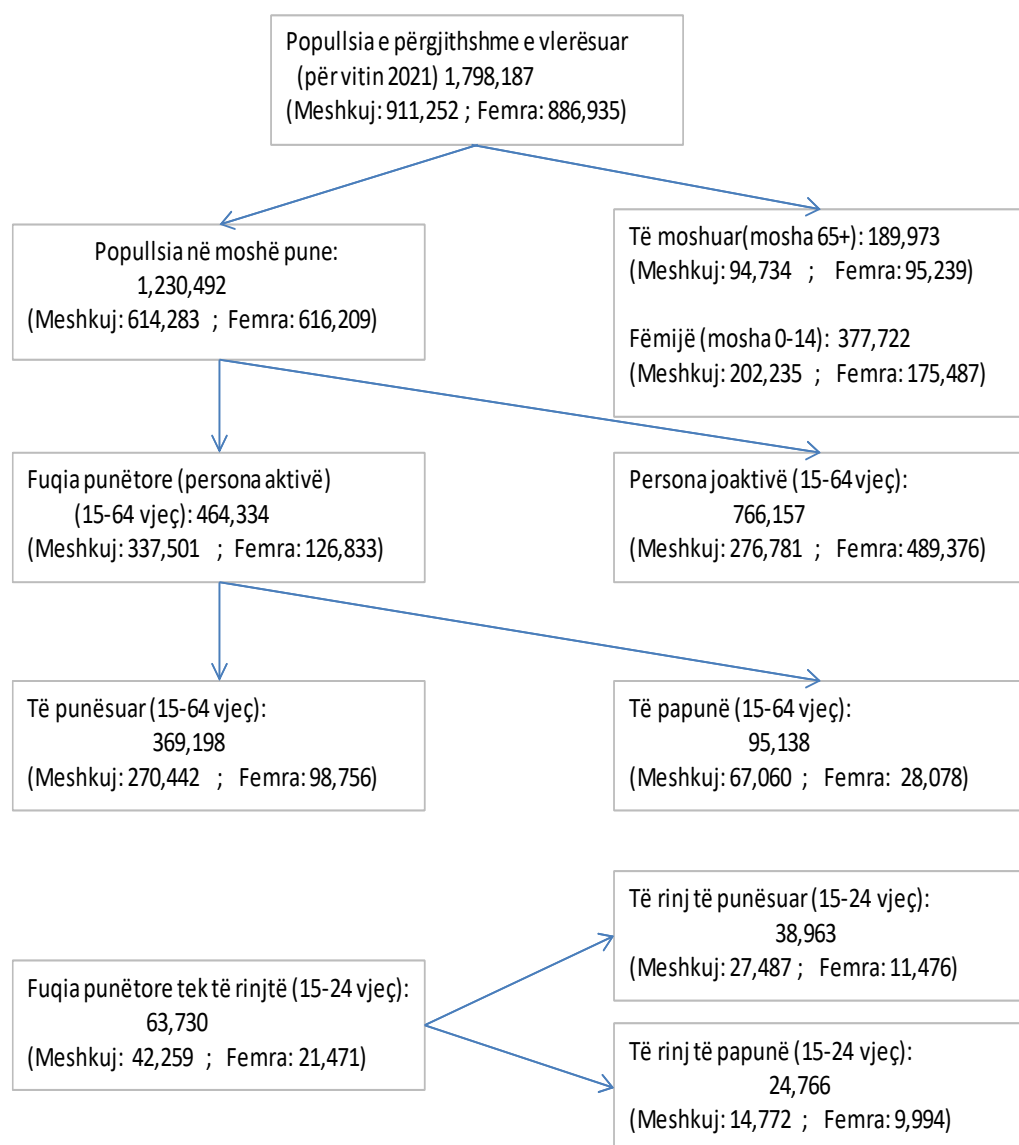 Popullsia e përgjithshme e vlerësuar
(për vitin 2021) 1,798,187
(Meshkuj: 911,252 ; Femra: 886,935)
Popullsia në moshë pune:
1,230,492
(Meshkuj: 614,283 ; Femra: 616,209)
Të moshuar(mosha 65+): 189,973
(Meshkuj: 94,734 ; Femra: 95,239)
Fëmijë (mosha 0-14): 377,722
(Meshkuj: 202,235 ; Femra: 175,487)
Fuqia punëtore (persona aktivë)
(15-64 vjeç): 464,334
(Meshkuj: 337,501 ; Femra: 126,833)
Persona joaktivë (15-64 vjeç):
766,157
(Meshkuj: 276,781 ; Femra: 489,376)
Të punësuar (15-64 vjeç):
369,198
(Meshkuj: 270,442 ; Femra: 98,756)
Të papunë (15-64 vjeç):
95,138
(Meshkuj: 67,060 ; Femra: 28,078)
Fuqia punëtore tek të rinjtë (15-24 vjeç):
63,730
(Meshkuj: 42,259 ; Femra: 21,471)
Të rinj të punësuar (15-24 vjeç):
38,963
(Meshkuj: 27,487 ; Femra: 11,476)
Të rinj të papunë (15-24 vjeç):
24,766
(Meshkuj: 14,772 ; Femra: 9,994)